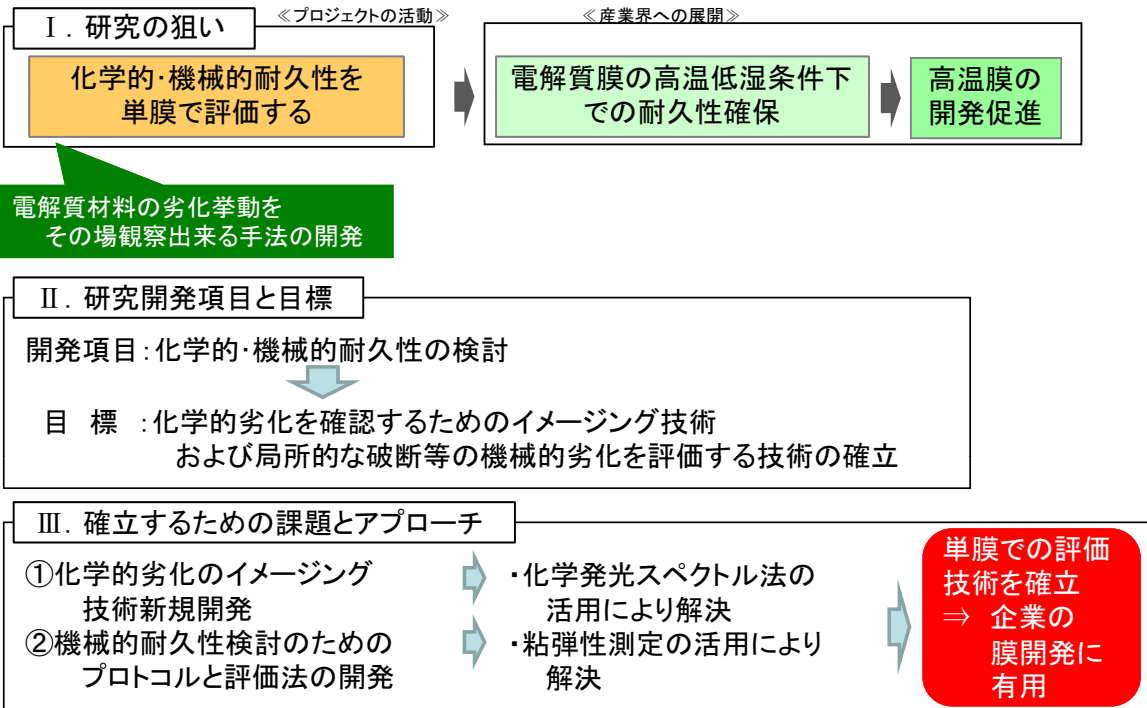 ≪プロジェクトの活動≫
≪産業界への展開≫
Ⅰ. 研究の狙い
化学的・機械的耐久性を
単膜で評価する
電解質膜の高温低湿条件下
での耐久性確保
高温膜の
開発促進
電解質材料の劣化挙動を
その場観察出来る手法の開発
Ⅱ. 研究開発項目と目標
開発項目:化学的・機械的耐久性の検討
目 標 :化学的劣化を確認するためのイメージング技術
および局所的な破断等の機械的劣化を評価する技術の確立
Ⅲ. 確立するための課題とアプローチ
①化学的劣化のイメージング
技術新規開発
・化学発光スペクトル法の
活用により解決
②機械的耐久性検討のための
プロトコルと評価法の開発
・粘弾性測定の活用により
解決
単膜での評価
技術を確立
⇒ 企業の
膜開発に
有用